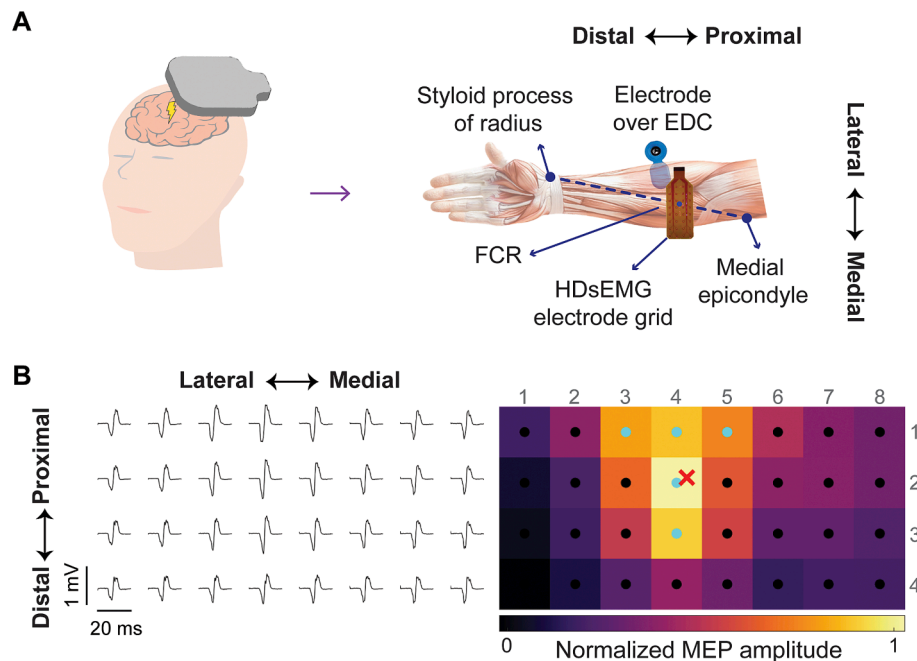 A
Distal ↔ Proximal
Styloid process
of radius
Electrode
over EDC
Lateral ↔ Medial
FCR
HDsEMG
electrode grid
Medial
epicondyle
B
Lateral ↔ Medial
Distal ↔ Proximal
1 mV
20 ms
1 2 3 4 5 6 7 8
1
2
3
4
0 1
Normalized MEP amplitude